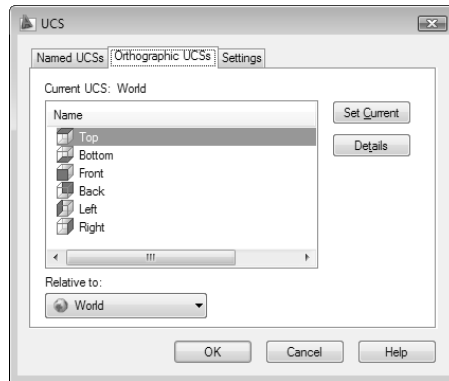 UCS
Named UCSs Orthographic UCSs Settings
Current UCS: World
Name
Top
Bottom
Front
Back
Left
Right
Set Current
Details
Relative to:
World
OK Cancel Help